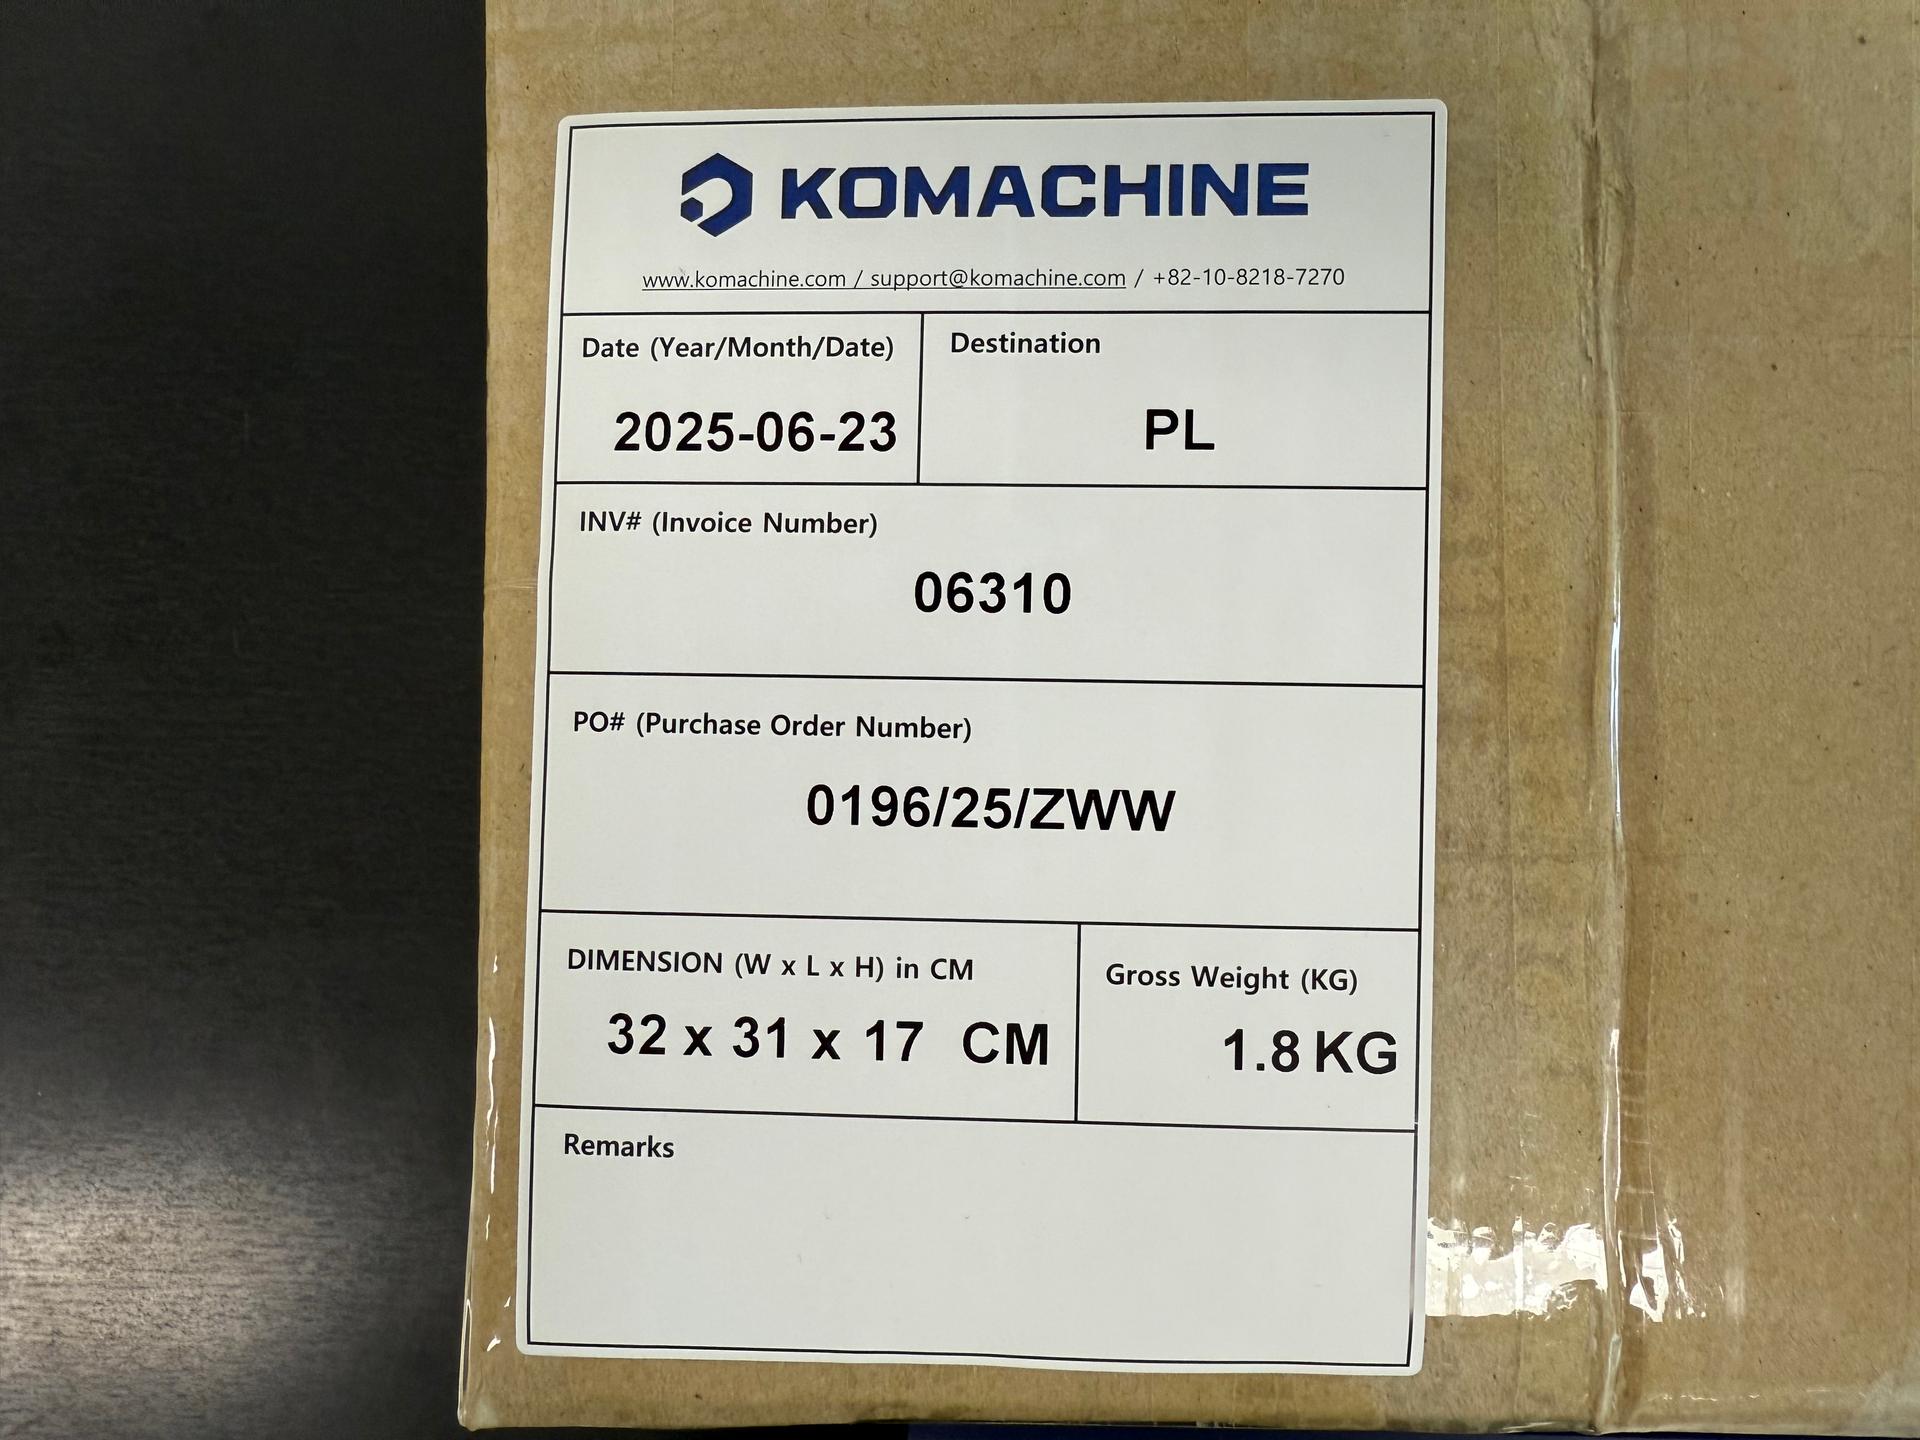 KOMACHINE
www.komachine.com / support@komachine.com / +82-10-8218-7270
Date (Year/Month/Date)
2025-06-23
Destination
PL
INV# (Invoice Number)
06310
PO# (Purchase Order Number)
0196/25/ZWW
DIMENSION (W x L x H) in CM
32 x 31 x 17 CM
Gross Weight (KG)
1.8 KG
Remarks